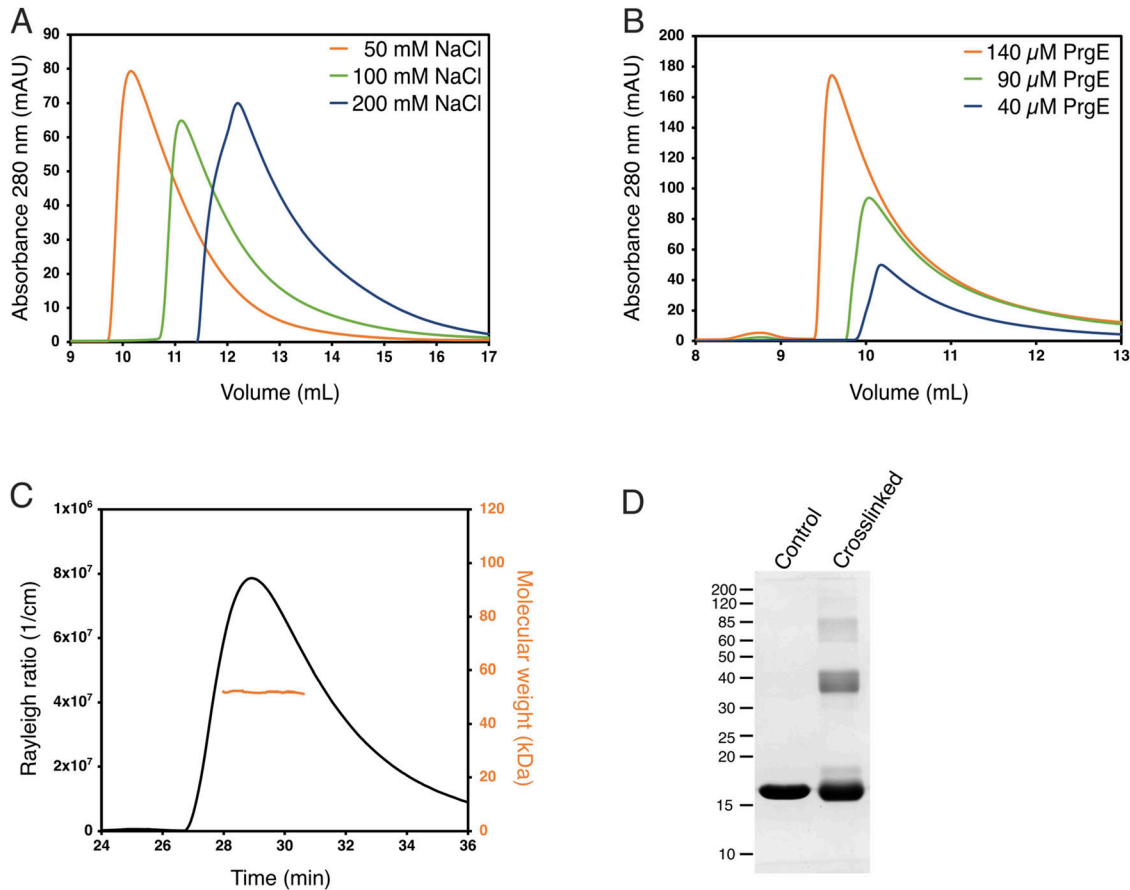 A
Absorbance 280 nm (mAU)
90
80
70
60
50
40
30
20
10
0
50 mM NaCl
100 mM NaCl
200 mM NaCl
9 10 11 12 13 14 15 16 17
Volume (mL)
B
Absorbance 280 nm (mAU)
200
180
160
140
120
100
80
60
40
20
0
140 µM PrgE
90 µM PrgE
40 µM PrgE
8 9 10 11 12 13
Volume (mL)
C
Rayleigh ratio (1/cm)
1x10⁶
8x10⁷
6x10⁷
4x10⁷
2x10⁷
0
120
100
80
60
40
20
0
Molecular weight (kDa)
24 26 28 30 32 34 36
Time (min)
D
Control
Crosslinked
200
120
85
60
50
40
30
25
20
15
10